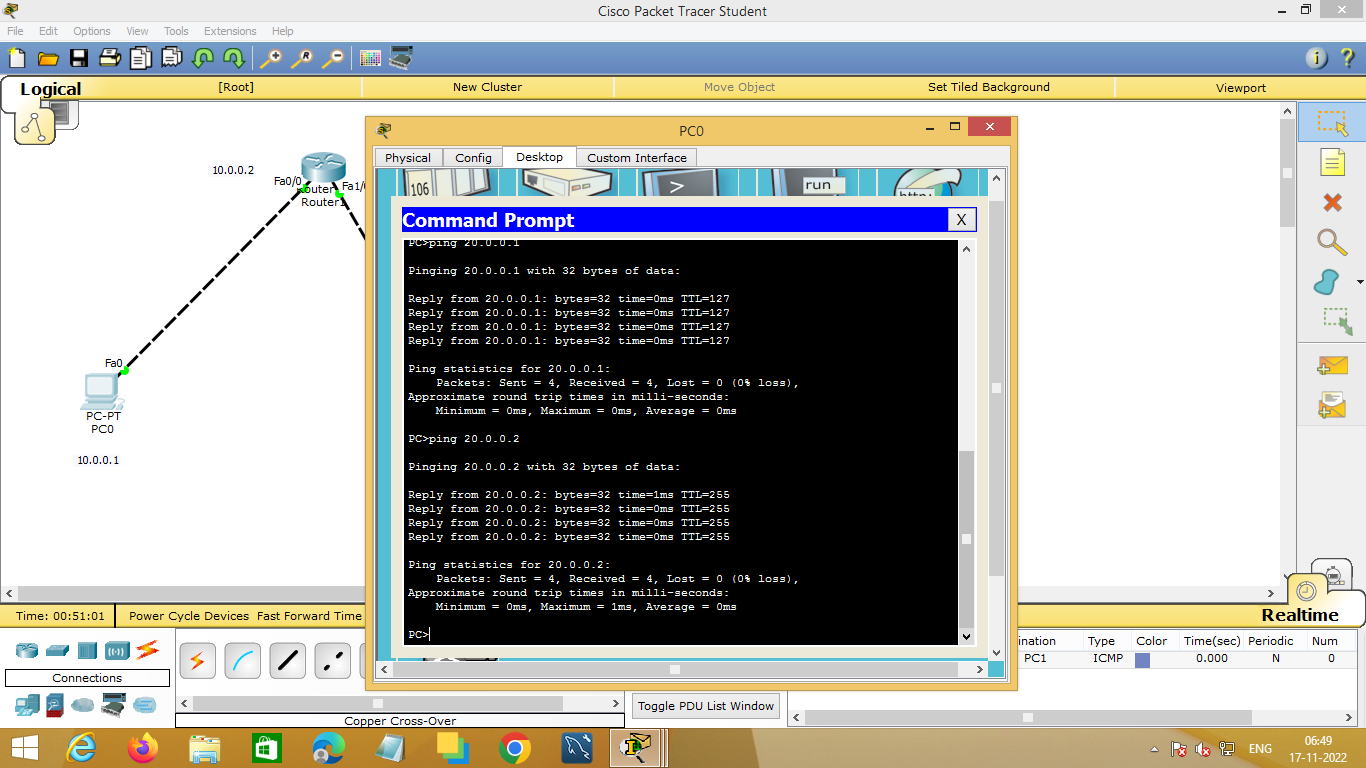 Cisco Packet Tracer Student
File Edit Options View Tools Extensions Help
Logical
[Root]
New Cluster
Move Object
Set Tiled Background
Viewport
10.0.0.2
Fa0/0
Fa1/
Router1
Fa0
PC-PT
PC0
10.0.0.1
PC0
Physical Config Desktop Custom Interface
106
>
run
http:
Command Prompt
X
PC>ping 20.0.0.1
Pinging 20.0.0.1 with 32 bytes of data:
Reply from 20.0.0.1: bytes=32 time=0ms TTL=127
Reply from 20.0.0.1: bytes=32 time=0ms TTL=127
Reply from 20.0.0.1: bytes=32 time=0ms TTL=127
Reply from 20.0.0.1: bytes=32 time=0ms TTL=127
Ping statistics for 20.0.0.1:
Packets: Sent = 4, Received = 4, Lost = 0 (0% loss),
Approximate round trip times in milli-seconds:
Minimum = 0ms, Maximum = 0ms, Average = 0ms
PC>ping 20.0.0.2
Pinging 20.0.0.2 with 32 bytes of data:
Reply from 20.0.0.2: bytes=32 time=1ms TTL=255
Reply from 20.0.0.2: bytes=32 time=0ms TTL=255
Reply from 20.0.0.2: bytes=32 time=0ms TTL=255
Reply from 20.0.0.2: bytes=32 time=0ms TTL=255
Ping statistics for 20.0.0.2:
Packets: Sent = 4, Received = 4, Lost = 0 (0% loss),
Approximate round trip times in milli-seconds:
Minimum = 0ms, Maximum = 1ms, Average = 0ms
PC>
Time: 00:51:01
Power Cycle Devices Fast Forward Time
Realtime
ination Type Color Time(sec) Periodic Num
PC1 ICMP 0.000 N 0
Connections
Copper Cross-Over
Toggle PDU List Window
ENG
06:49
17-11-2022